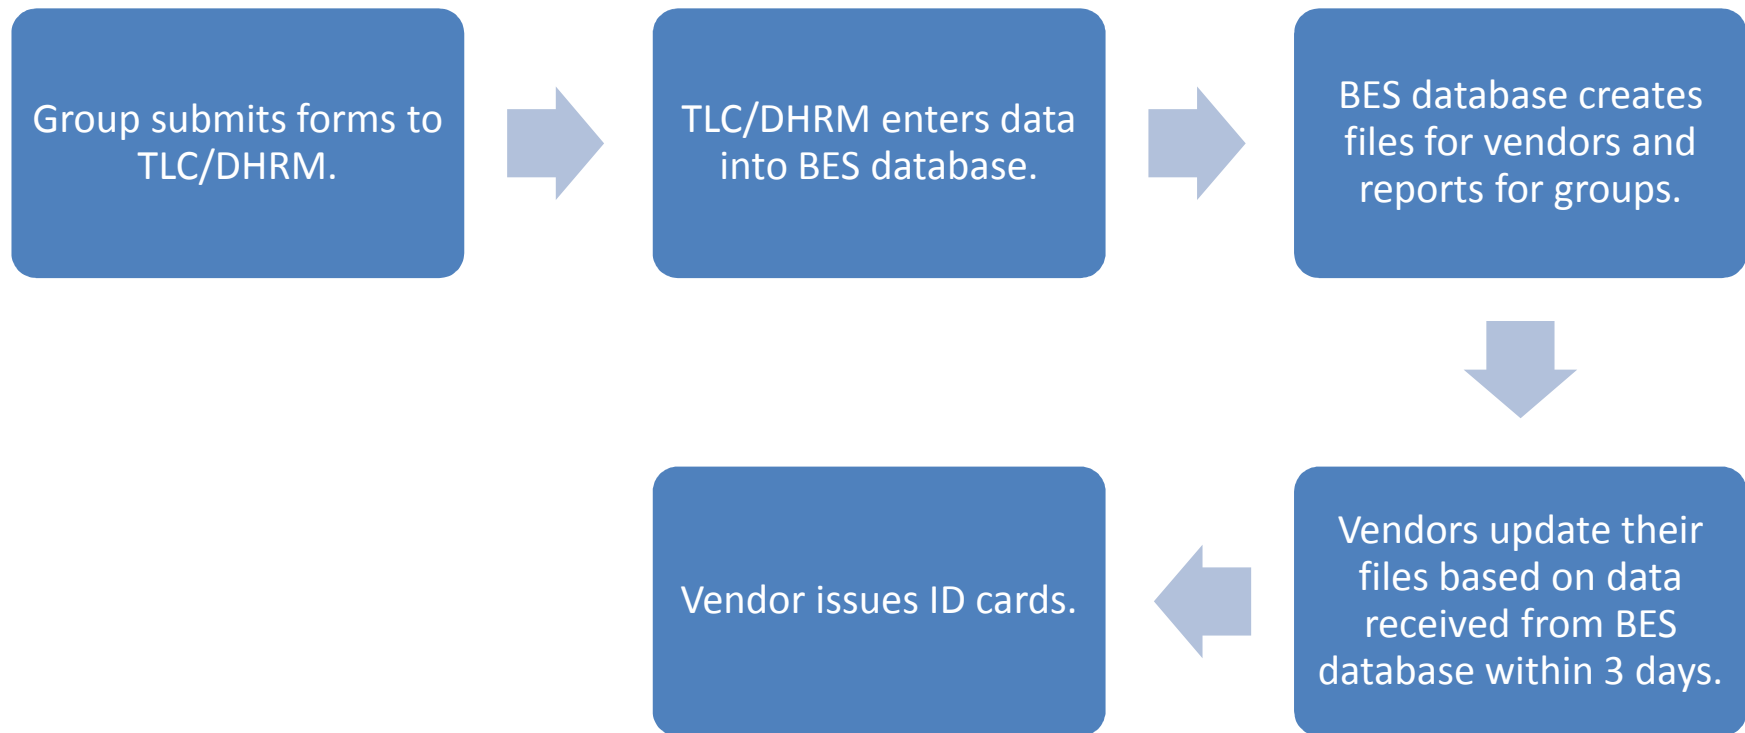 Group submits forms to
TLC/DHRM.
TLC/DHRM enters data
into BES database.
BES database creates
files for vendors and
reports for groups.
Vendors update their
files based on data
received from BES
database within 3 days.
Vendor issues ID cards.